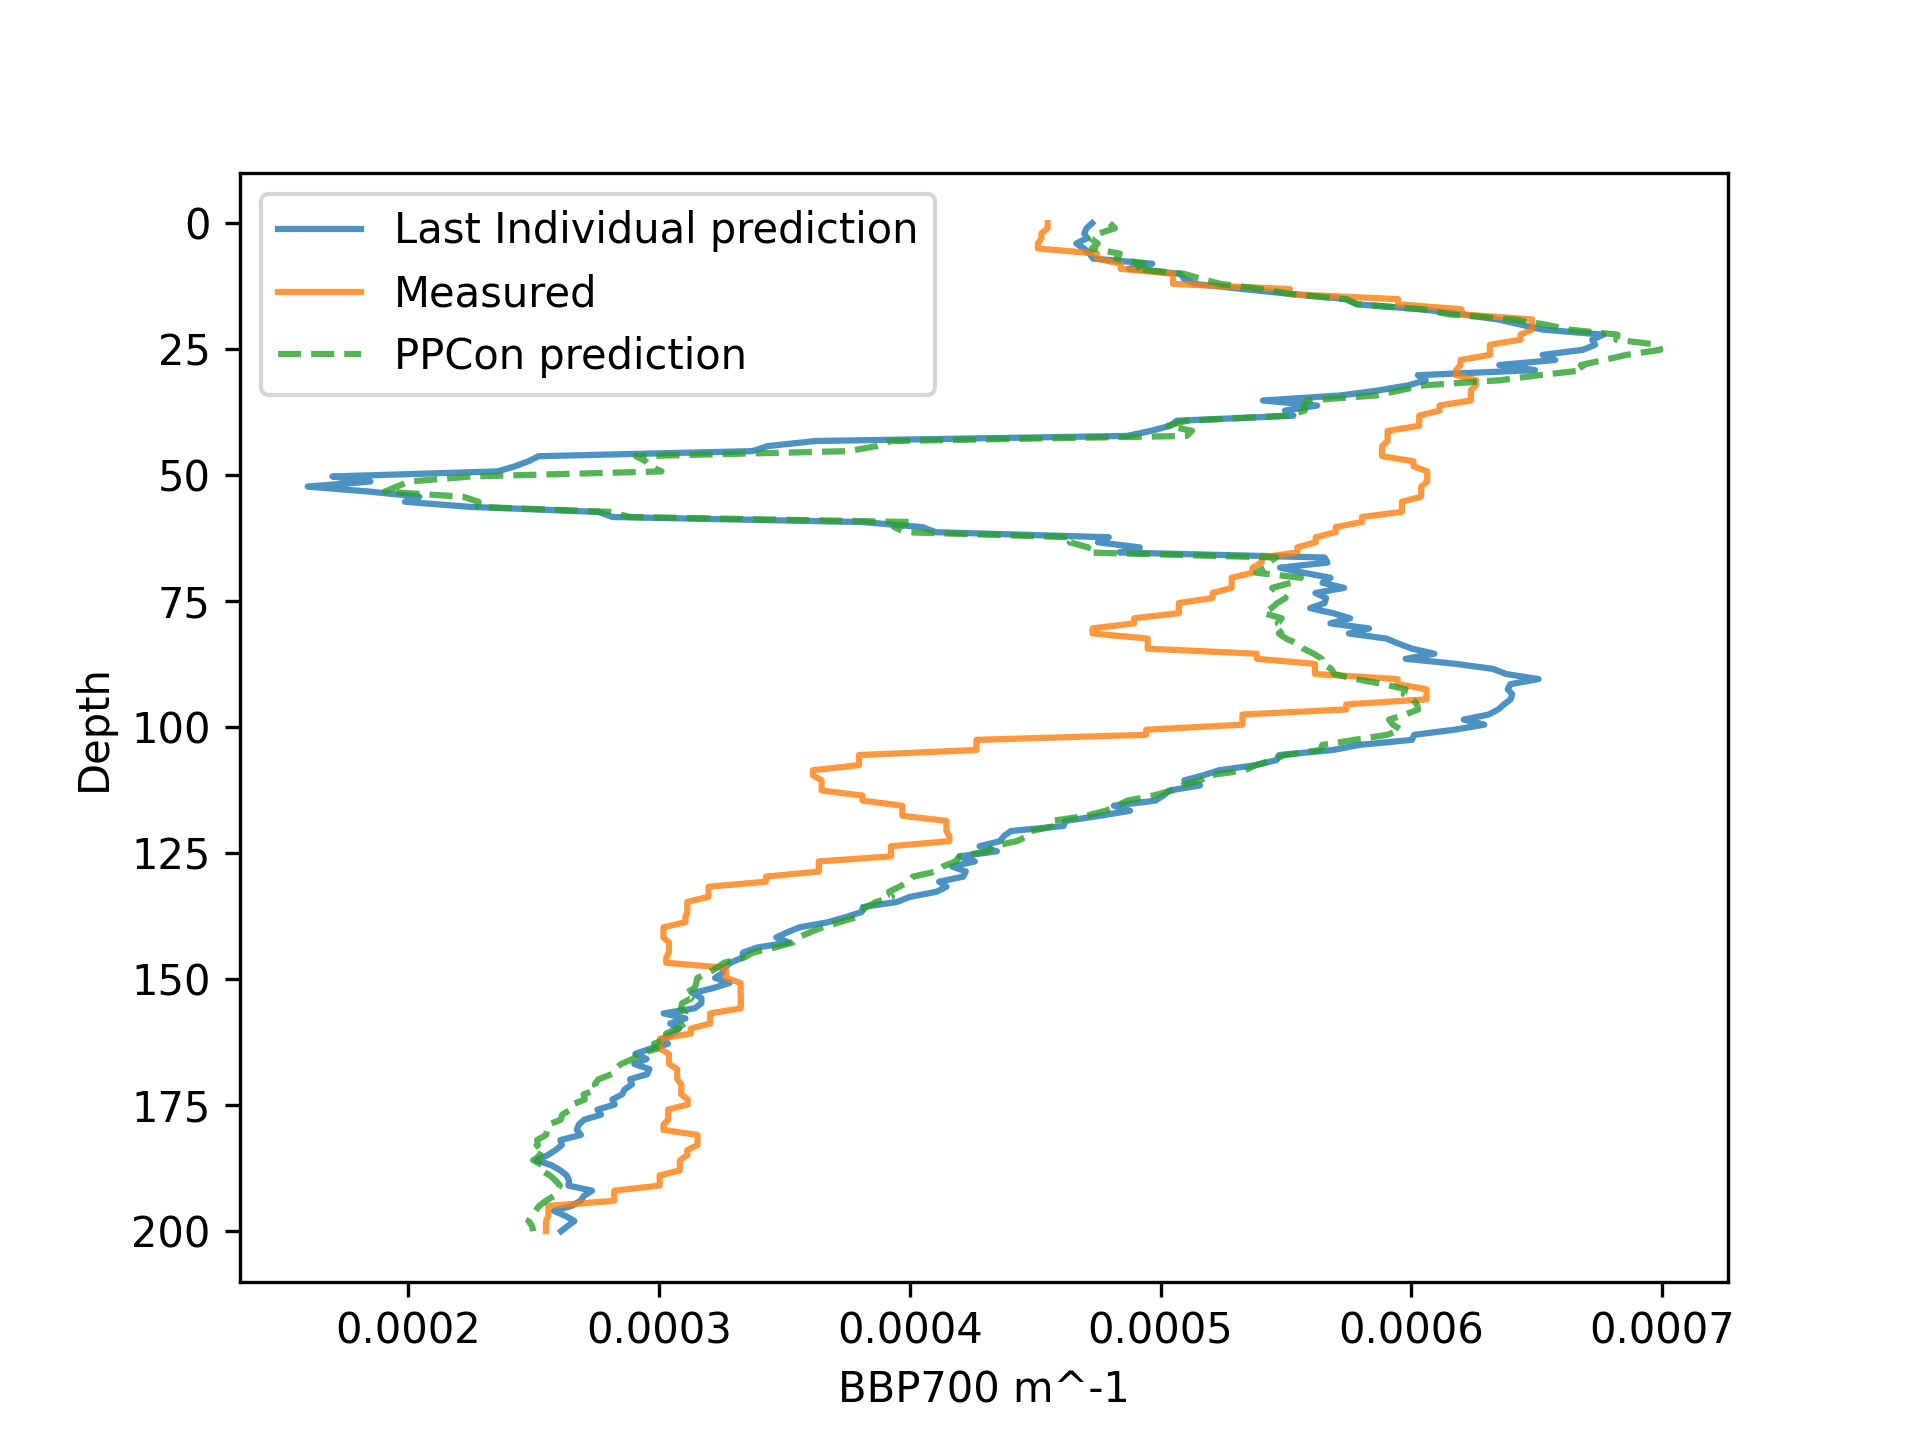 Last Individual prediction
Measured
PPCon prediction
0
25
50
75
100
125
150
175
200
Depth
0.0002 0.0003 0.0004 0.0005 0.0006 0.0007
BBP700 m^-1